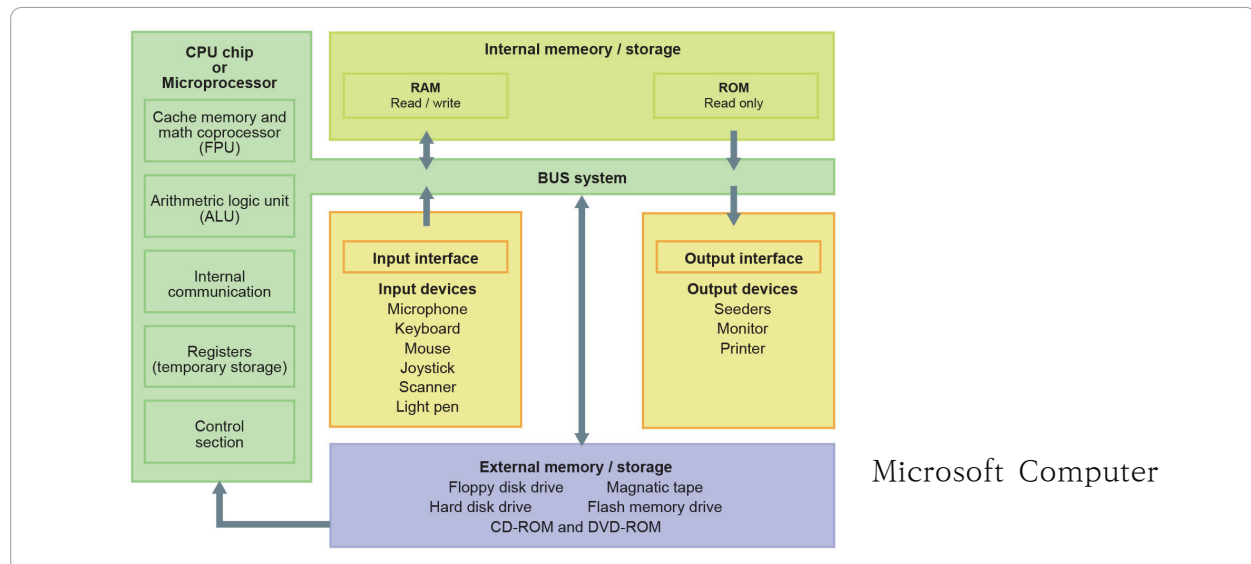 CPU chip
or
Microprocessor
Cache memory and
math coprocessor
(FPU)
Arithmetric logic unit
(ALU)
Internal
communication
Registers
(temporary storage)
Control
section
Internal memeory / storage
RAM
Read / write
ROM
Read only
BUS system
Input interface
Input devices
Microphone
Keyboard
Mouse
Joystick
Scanner
Light pen
Output interface
Output devices
Seeders
Monitor
Printer
External memory / storage
Floppy disk drive Magnatic tape
Hard disk drive Flash memory drive
CD-ROM and DVD-ROM
Microsoft Computer